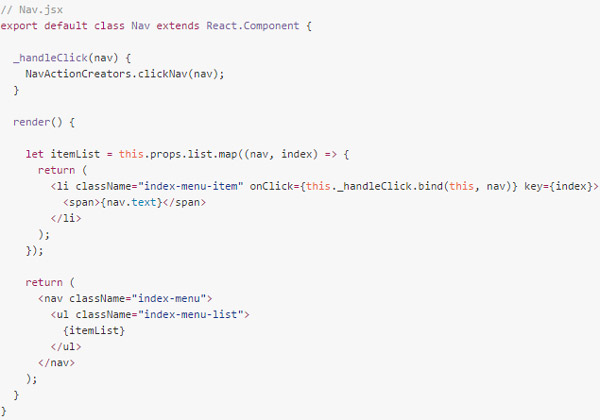 // Nav.jsx
export default class Nav extends React.Component {

  _handleClick(nav) {
    NavActionCreators.clickNav(nav);
  }

  render() {

    let itemList = this.props.list.map((nav, index) => {
      return (
        <li className="index-menu-item" onClick={this._handleClick.bind(this, nav)} key={index}>
          <span>{nav.text}</span>
        </li>
      );
    });

    return (
      <nav className="index-menu">
        <ul className="index-menu-list">
          {itemList}
        </ul>
      </nav>
    );
  }
}